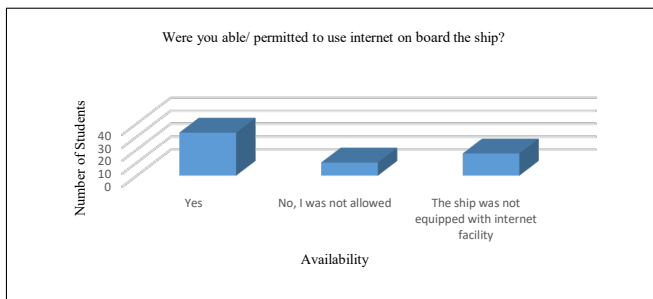 Were you able/ permitted to use internet on board the ship?
Number of Students
40
30
20
10
0
Yes
No, I was not allowed
The ship was not
equipped with internet
facility
Availability